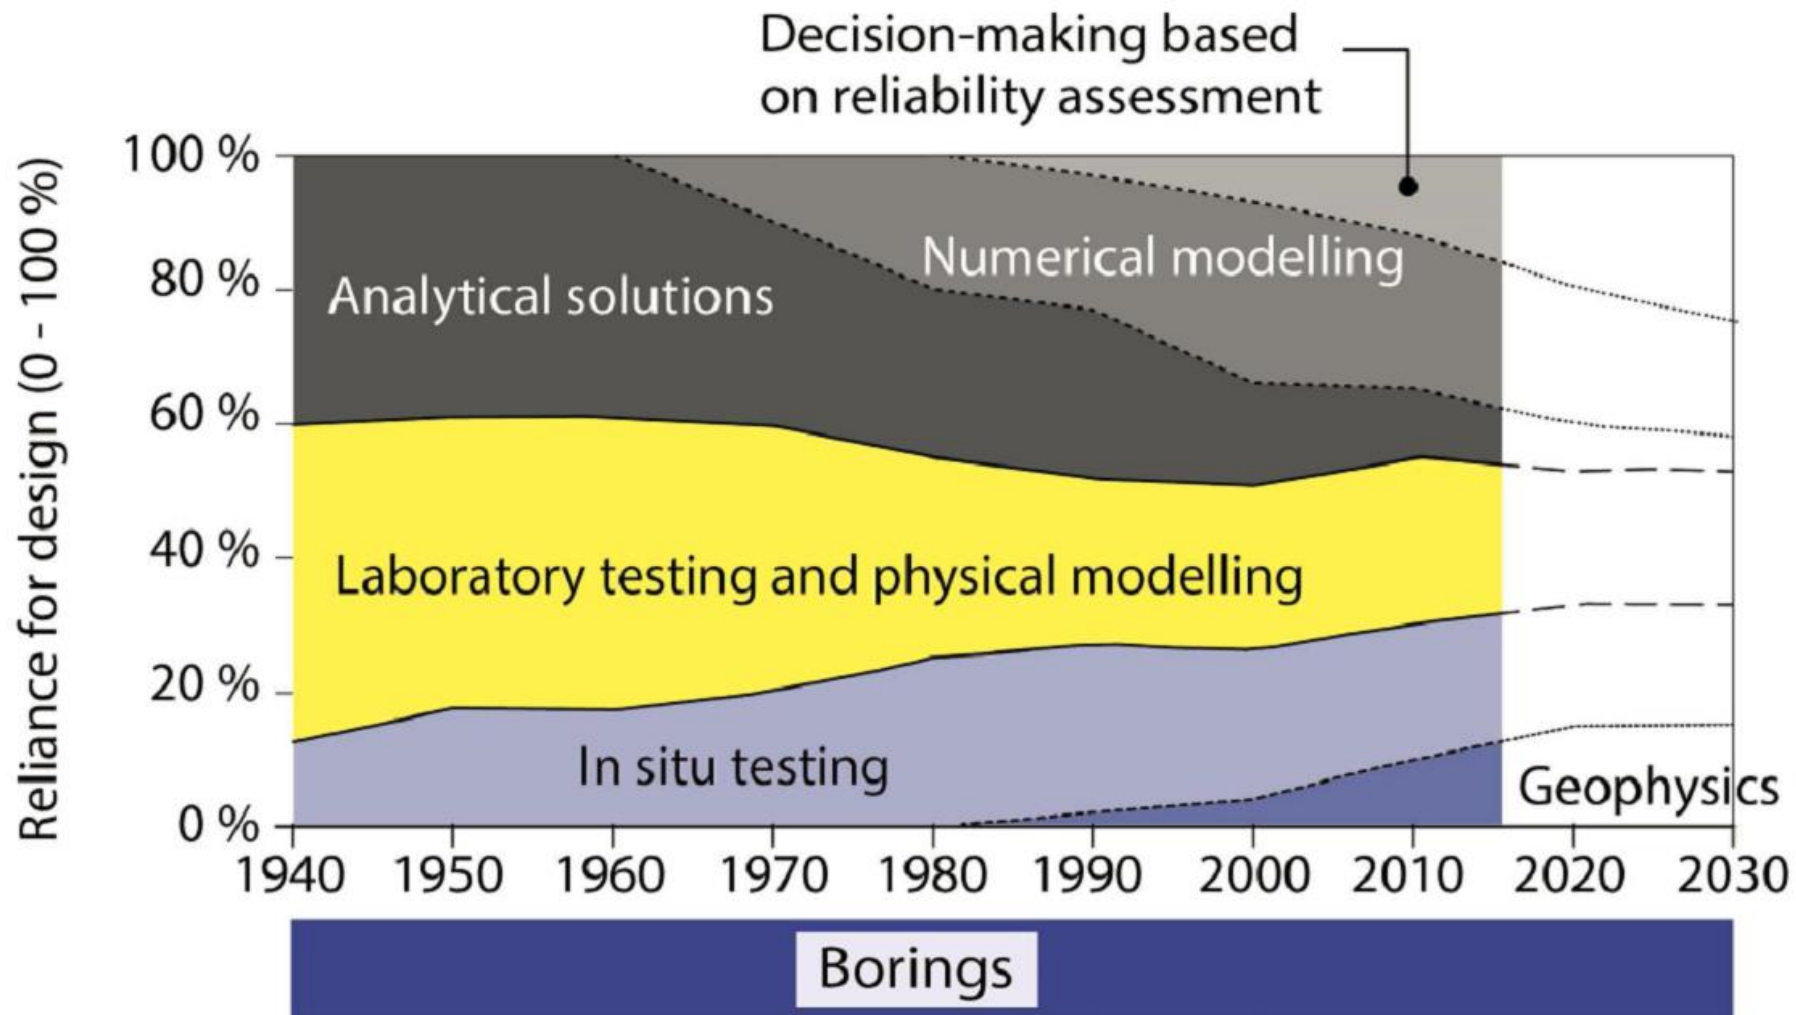 Decision-making based
on reliability assessment
Reliance for design (0 - 100 %)
100 %
80 %
60 %
40 %
20 %
0 %
Numerical modelling
Analytical solutions
Laboratory testing and physical modelling
In situ testing
Geophysics
1940 1950 1960 1970 1980 1990 2000 2010 2020 2030
Borings